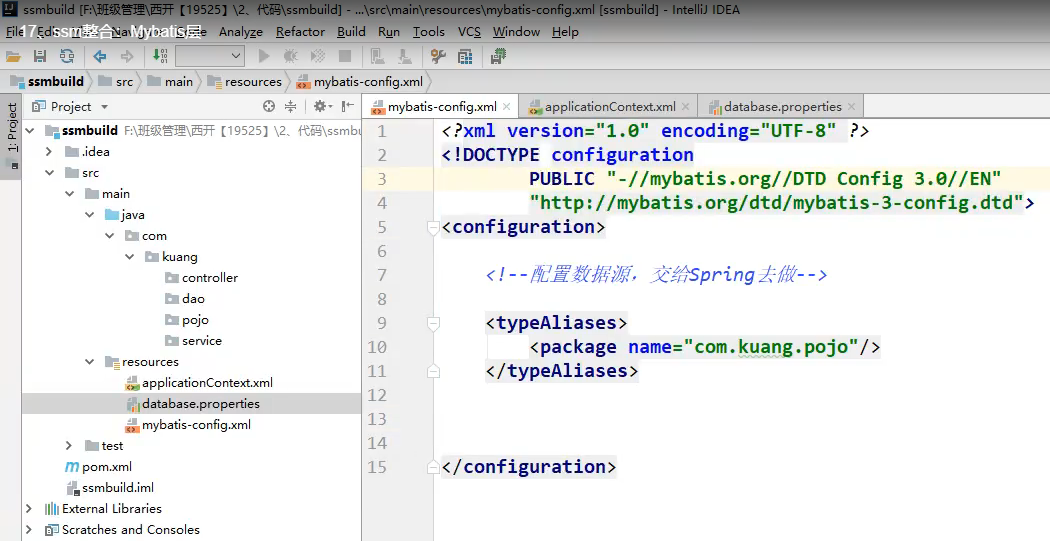 ssmbuild [F:\班级管理\西开【19525】\2、代码\ssmbuild] - ...\src\main\resources\mybatis-config.xml [ssmbuild] - IntelliJ IDEA
17、ssm整合：Mybatis层
File Edit Analyze Refactor Build Run Tools VCS Window Help
ssmbuild src main resources mybatis-config.xml
1: Project
Project
mybatis-config.xml applicationContext.xml database.properties
ssmbuild F:\班级管理\西开【19525】\2、代码\ssmbu
.idea
src
main
java
com
kuang
controller
dao
pojo
service
resources
applicationContext.xml
database.properties
mybatis-config.xml
test
pom.xml
ssmbuild.iml
External Libraries
Scratches and Consoles
1 <?xml version="1.0" encoding="UTF-8" ?>
2 <!DOCTYPE configuration
3 PUBLIC "-//mybatis.org//DTD Config 3.0//EN"
4 "http://mybatis.org/dtd/mybatis-3-config.dtd">
5 <configuration>
6
7 <!--配置数据源，交给Spring去做-->
8
9 <typeAliases>
10 <package name="com.kuang.pojo"/>
11 </typeAliases>
12
13
14
15 </configuration>